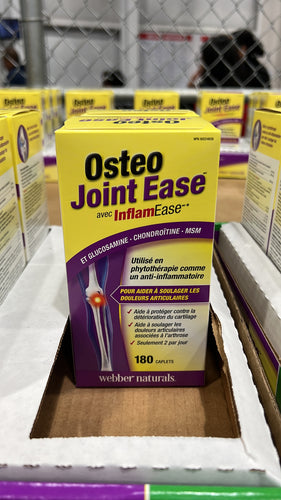 Osteo
Joint Ease™
avec InflamEase™*
ET GLUCOSAMINE - CHONDROÏTINE - MSM
Utilisé en
phytothérapie comme
un anti-inflammatoire
POUR AIDER À SOULAGER LES
DOULEURS ARTICULAIRES
✓ Aide à protéger contre la
détérioration du cartilage
✓ Aide à soulager les
douleurs articulaires
associées à l'arthrose
✓ Seulement 2 par jour
180 CAPLETS
webber naturals®